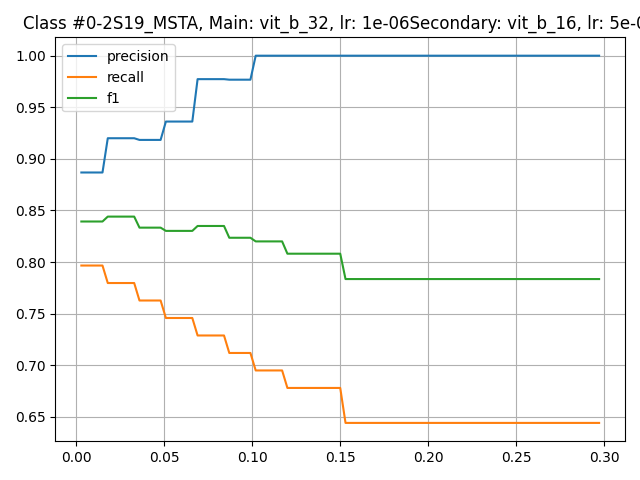 Class #0-2S19_MSTA, Main: vit_b_32, lr: 1e-06Secondary: vit_b_16, lr: 5e-0
precision
recall
f1
1.00
0.95
0.90
0.85
0.80
0.75
0.70
0.65
0.00 0.05 0.10 0.15 0.20 0.25 0.30